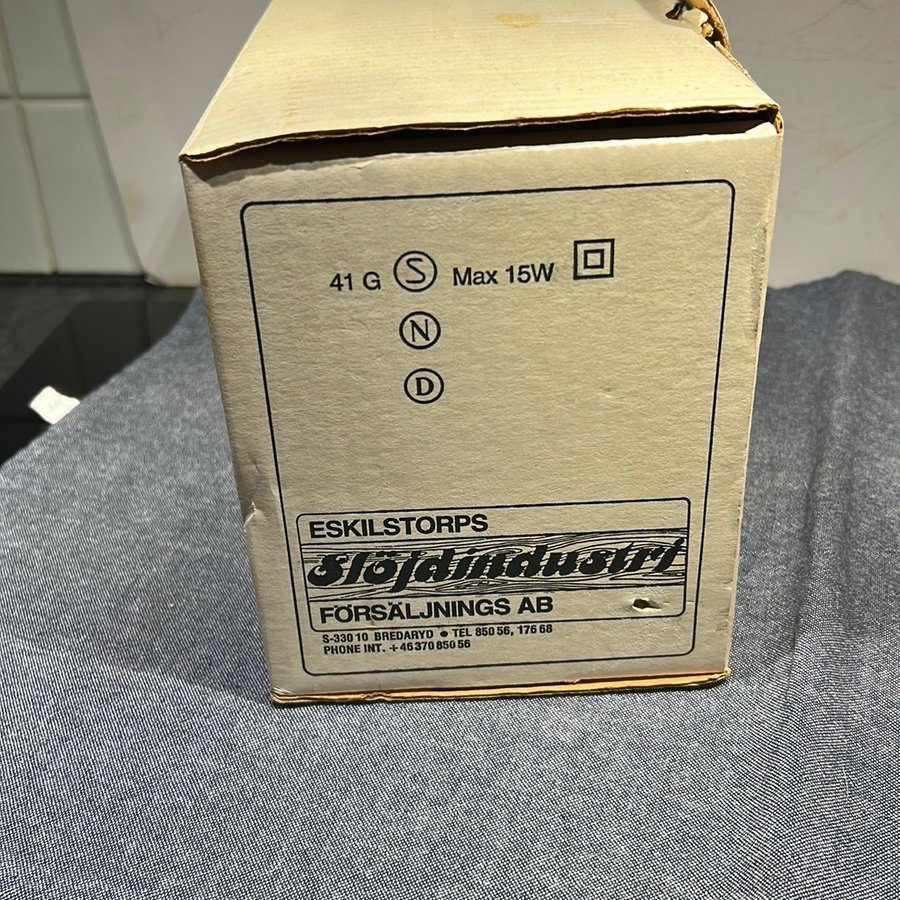 41 G S Max 15W
N
D
ESKILSTORPS
Slöjdindustri
FÖRSÄLJNINGS AB
S-330 10 BREDARYD ● TEL 850 56, 176 68
PHONE INT. +46 370 850 56